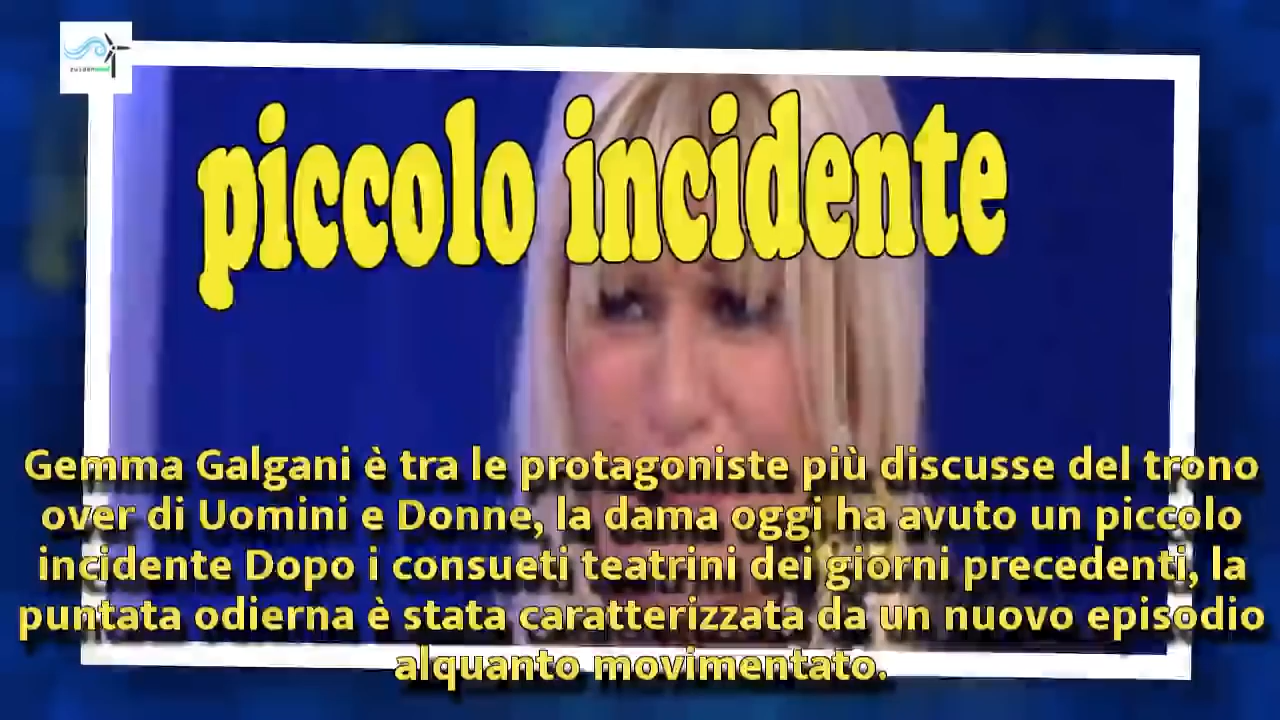 zuidenwind
piccolo incidente
Gemma Galgani è tra le protagoniste più discusse del trono
over di Uomini e Donne, la dama oggi ha avuto un piccolo
incidente Dopo i consueti teatrini dei giorni precedenti, la
puntata odierna è stata caratterizzata da un nuovo episodio
alquanto movimentato.